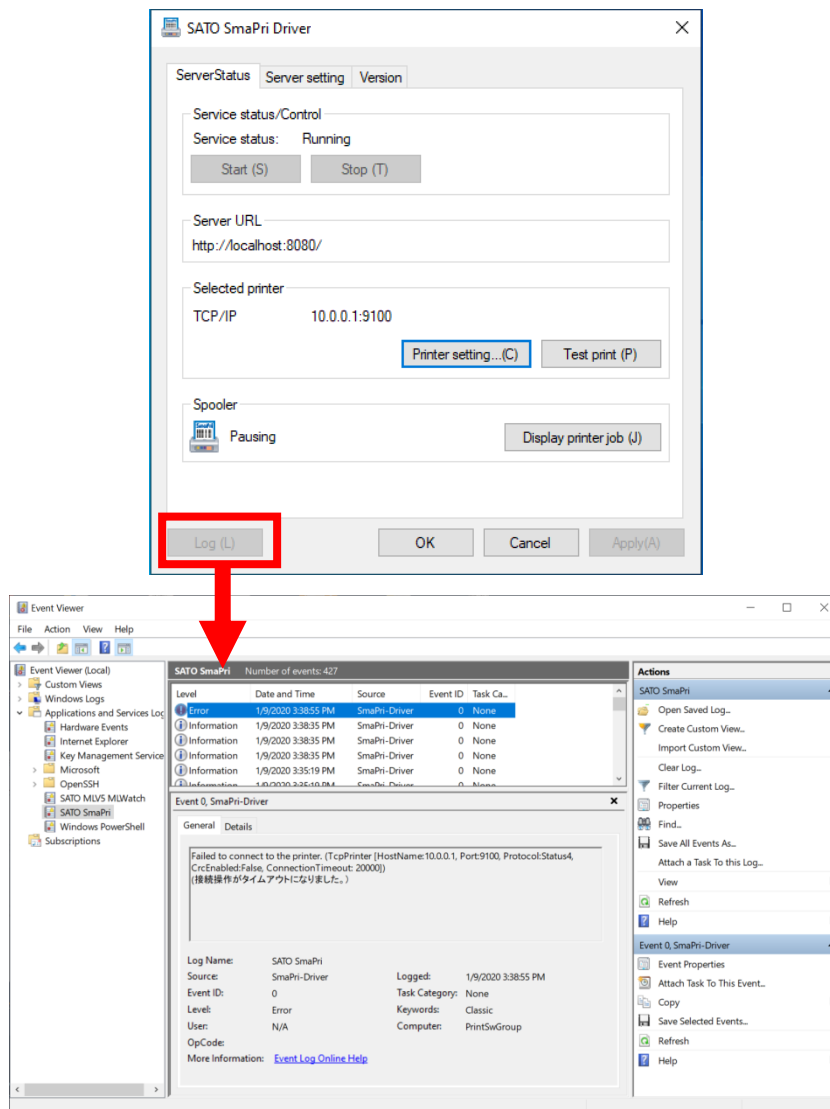 SATO SmaPri Driver
ServerStatus Server setting Version
Service status/Control
Service status: Running
Start (S) Stop (T)
Server URL
http://localhost:8080/
Selected printer
TCP/IP 10.0.0.1:9100
Printer setting...(C) Test print (P)
Spooler
Pausing
Display printer job (J)
Log (L) OK Cancel Apply(A)
Event Viewer
File Action View Help
Event Viewer (Local)
Custom Views
Windows Logs
Applications and Services Log
Hardware Events
Internet Explorer
Key Management Service
Microsoft
OpenSSH
SATO MLV5 MLWatch
SATO SmaPri
Windows PowerShell
Subscriptions
SATO SmaPri Number of events: 427
Level Date and Time Source Event ID Task Ca...
Error 1/9/2020 3:38:55 PM SmaPri-Driver 0 None
Information 1/9/2020 3:38:35 PM SmaPri-Driver 0 None
Information 1/9/2020 3:38:35 PM SmaPri-Driver 0 None
Information 1/9/2020 3:35:19 PM SmaPri-Driver 0 None
Information 1/9/2020 3:35:19 PM SmaPri-Driver 0 None
Event 0, SmaPri-Driver
General Details
Failed to connect to the printer. (TcpPrinter [HostName:10.0.0.1, Port:9100, Protocol:Status4,
CrcEnabled:False, ConnectionTimeout: 20000])
(接続操作がタイムアウトになりました。)
Log Name: SATO SmaPri
Source: SmaPri-Driver Logged: 1/9/2020 3:38:55 PM
Event ID: 0 Task Category: None
Level: Error Keywords: Classic
User: N/A Computer: PrintSwGroup
OpCode:
More Information: Event Log Online Help
Actions
SATO SmaPri
Open Saved Log...
Create Custom View...
Import Custom View...
Clear Log...
Filter Current Log...
Properties
Find...
Save All Events As...
Attach a Task To this Log...
View
Refresh
Help
Event 0, SmaPri-Driver
Event Properties
Attach Task To This Event...
Copy
Save Selected Events...
Refresh
Help